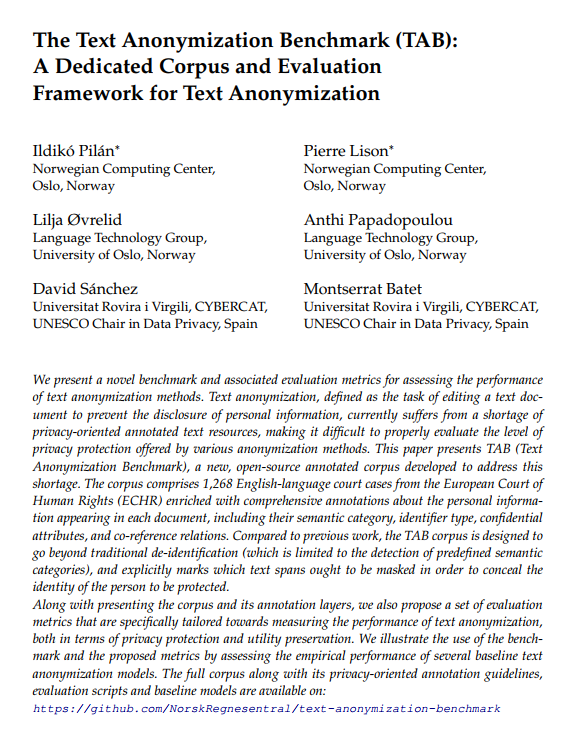 The Text Anonymization Benchmark (TAB):
A Dedicated Corpus and Evaluation
Framework for Text Anonymization
Ildikó Pilán*
Norwegian Computing Center,
Oslo, Norway
Pierre Lison*
Norwegian Computing Center,
Oslo, Norway
Lilja Øvrelid
Language Technology Group,
University of Oslo, Norway
Anthi Papadopoulou
Language Technology Group,
University of Oslo, Norway
David Sánchez
Universitat Rovira i Virgili, CYBERCAT,
UNESCO Chair in Data Privacy, Spain
Montserrat Batet
Universitat Rovira i Virgili, CYBERCAT,
UNESCO Chair in Data Privacy, Spain
We present a novel benchmark and associated evaluation metrics for assessing the performance
of text anonymization methods. Text anonymization, defined as the task of editing a text doc-
ument to prevent the disclosure of personal information, currently suffers from a shortage of
privacy-oriented annotated text resources, making it difficult to properly evaluate the level of
privacy protection offered by various anonymization methods. This paper presents TAB (Text
Anonymization Benchmark), a new, open-source annotated corpus developed to address this
shortage. The corpus comprises 1,268 English-language court cases from the European Court of
Human Rights (ECHR) enriched with comprehensive annotations about the personal informa-
tion appearing in each document, including their semantic category, identifier type, confidential
attributes, and co-reference relations. Compared to previous work, the TAB corpus is designed to
go beyond traditional de-identification (which is limited to the detection of predefined semantic
categories), and explicitly marks which text spans ought to be masked in order to conceal the
identity of the person to be protected.
Along with presenting the corpus and its annotation layers, we also propose a set of evaluation
metrics that are specifically tailored towards measuring the performance of text anonymization,
both in terms of privacy protection and utility preservation. We illustrate the use of the bench-
mark and the proposed metrics by assessing the empirical performance of several baseline text
anonymization models. The full corpus along with its privacy-oriented annotation guidelines,
evaluation scripts and baseline models are available on:
https://github.com/NorskRegnesentral/text-anonymization-benchmark